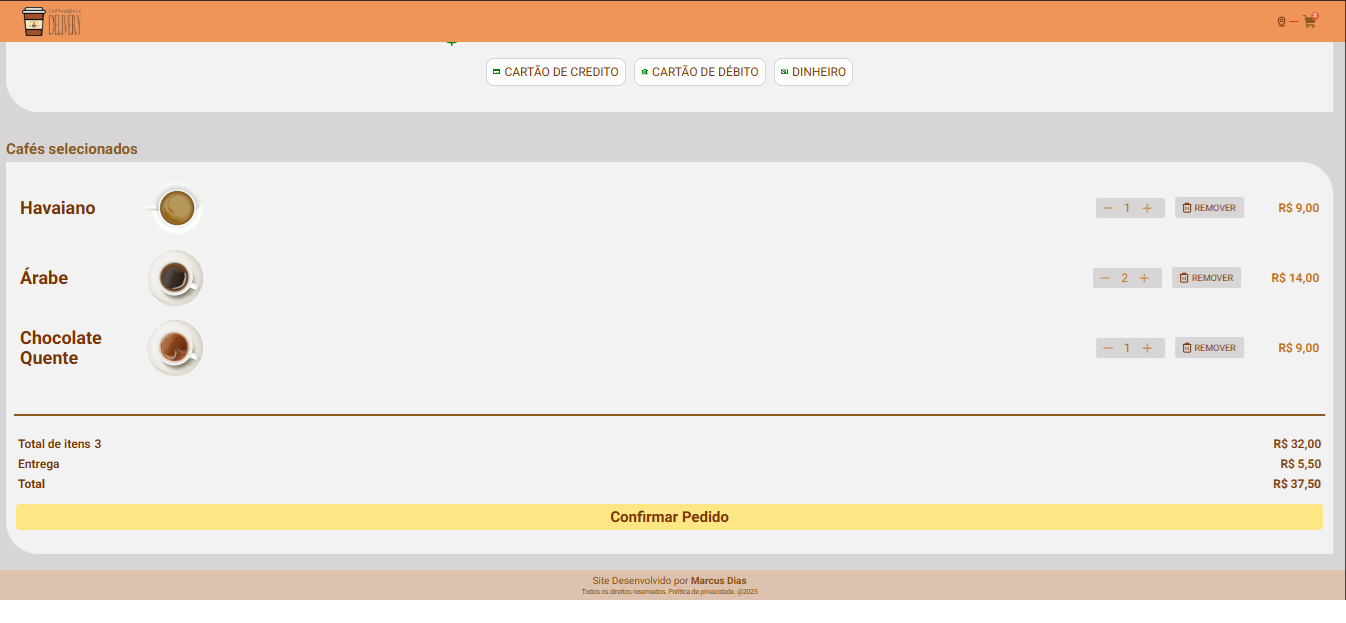 DELIVERY
3
CARTÃO DE CREDITO CARTÃO DE DÉBITO DINHEIRO
Cafés selecionados
Havaiano 1 REMOVER R$ 9,00
Árabe 2 REMOVER R$ 14,00
Chocolate
Quente 1 REMOVER R$ 9,00
Total de itens 3 R$ 32,00
Entrega R$ 5,50
Total R$ 37,50
Confirmar Pedido
Site Desenvolvido por Marcus Dias
Todos os direitos reservados. Política de privacidade. @2025